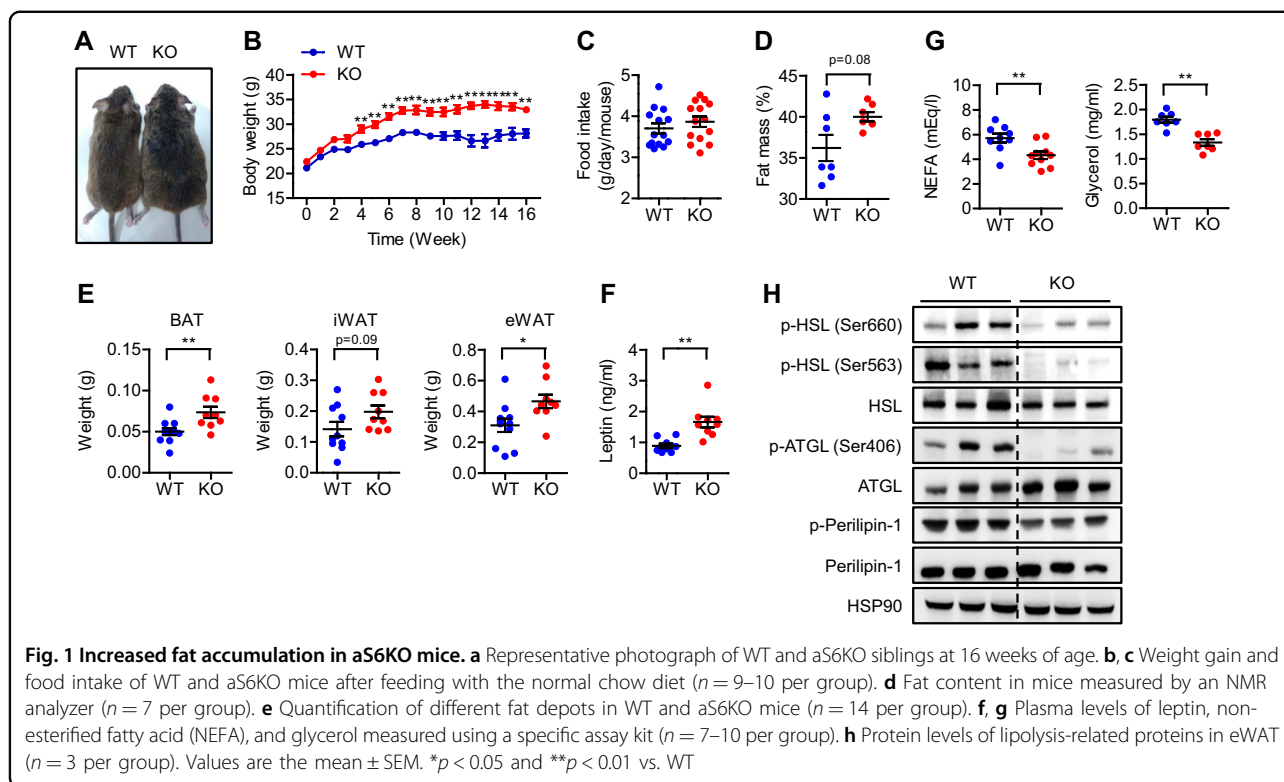 A
WT KO
B
WT
KO
Body weight (g)
35
30
25
20
15
** ** ** ** ** ** ** ** ** ** ** ** **
0 2 4 6 8 10 12 14 16
Time (Week)
C
Food intake
(g/day/mouse)
5
4
3
2
WT KO
D
p=0.08
Fat mass (%)
45
40
35
30
WT KO
G
**
NEFA (mEq/l)
10
8
6
4
2
0
WT KO
**
Glycerol (mg/ml)
2.5
2.0
1.5
1.0
0.5
0.0
WT KO
E
BAT
**
Weight (g)
0.15
0.10
0.05
0.00
WT KO
iWAT
p=0.09
Weight (g)
0.4
0.3
0.2
0.1
0.0
WT KO
eWAT
*
Weight (g)
0.8
0.6
0.4
0.2
0.0
WT KO
F
**
Leptin (ng/ml)
4
3
2
1
0
WT KO
H
WT KO
p-HSL (Ser660)
p-HSL (Ser563)
HSL
p-ATGL (Ser406)
ATGL
p-Perilipin-1
Perilipin-1
HSP90
Fig. 1 Increased fat accumulation in aS6KO mice. a Representative photograph of WT and aS6KO siblings at 16 weeks of age. b, c Weight gain and
food intake of WT and aS6KO mice after feeding with the normal chow diet (n = 9–10 per group). d Fat content in mice measured by an NMR
analyzer (n = 7 per group). e Quantification of different fat depots in WT and aS6KO mice (n = 14 per group). f, g Plasma levels of leptin, non-
esterified fatty acid (NEFA), and glycerol measured using a specific assay kit (n = 7–10 per group). h Protein levels of lipolysis-related proteins in eWAT
(n = 3 per group). Values are the mean ± SEM. *p < 0.05 and **p < 0.01 vs. WT